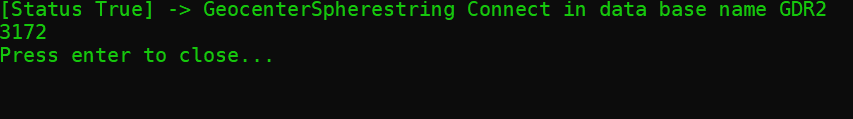 [Status True] -> GeocenterSpherestring Connect in data base name GDR2
3172
Press enter to close...